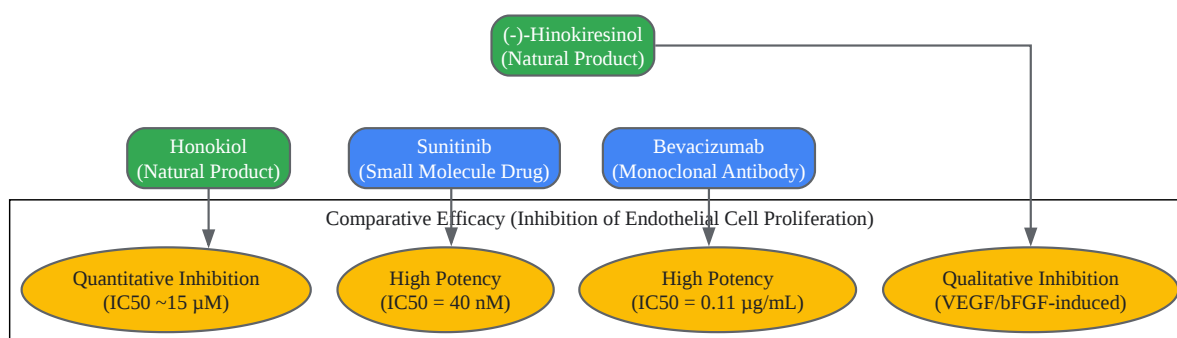 (-)-Hinokiresinol
(Natural Product)
Honokiol
(Natural Product)
Sunitinib
(Small Molecule Drug)
Bevacizumab
(Monoclonal Antibody)
Comparative Efficacy (Inhibition of Endothelial Cell Proliferation)
Quantitative Inhibition
(IC50 ~15 µM)
High Potency
(IC50 = 40 nM)
High Potency
(IC50 = 0.11 µg/mL)
Qualitative Inhibition
(VEGF/bFGF-induced)